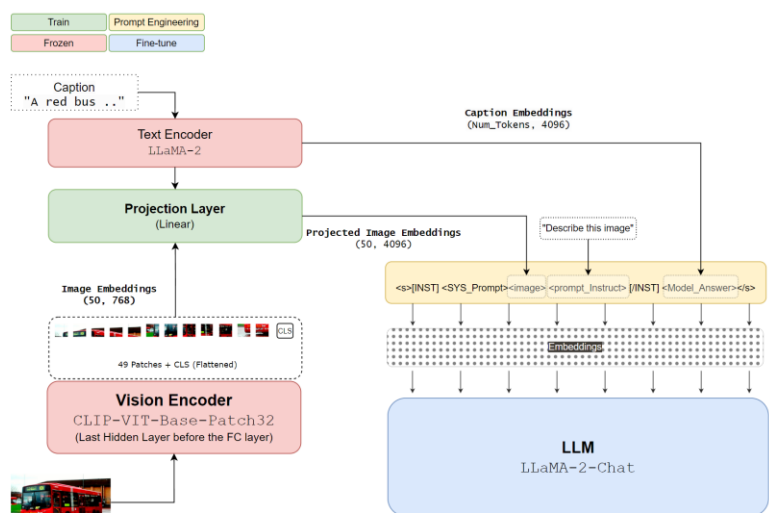 Train
Prompt Engineering
Frozen
Fine-tune
Caption
"A red bus .."
Text Encoder
LLaMA-2
Caption Embeddings
(Num_Tokens, 4096)
Projection Layer
(Linear)
Projected Image Embeddings
(50, 4096)
"Describe this image"
Image Embeddings
(50, 768)
<s>[INST] <SYS_Prompt><image> <prompt_Instruct> [/INST] <Model_Answer></s>
CLS
49 Patches + CLS (Flattened)
Embeddings
Vision Encoder
CLIP-VIT-Base-Patch32
(Last Hidden Layer before the FC layer)
LLM
LLaMA-2-Chat